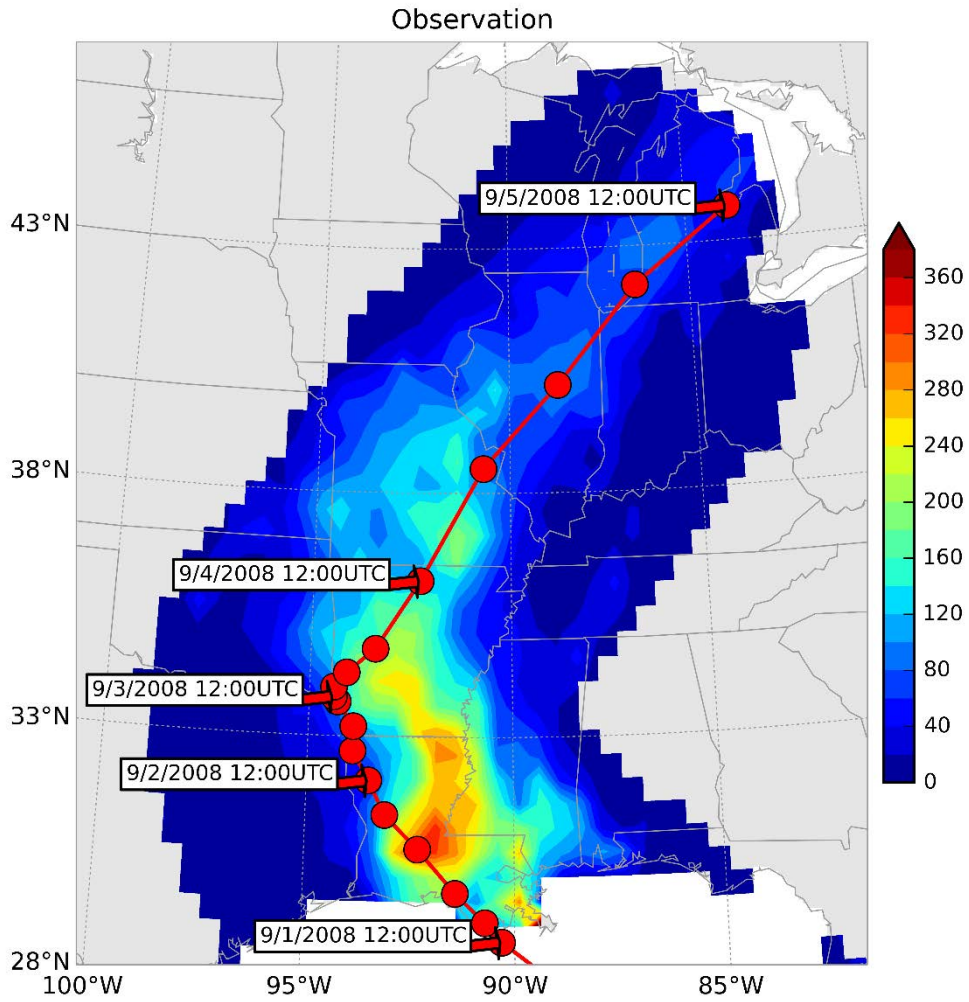 Observation
9/5/2008 12:00UTC
43°N
360
320
280
240
38°N
200
160
9/4/2008 12:00UTC
120
80
9/3/2008 12:00UTC
33°N
40
9/2/2008 12:00UTC
0
9/1/2008 12:00UTC
28°N
100°W
95°W
90°W
85°W